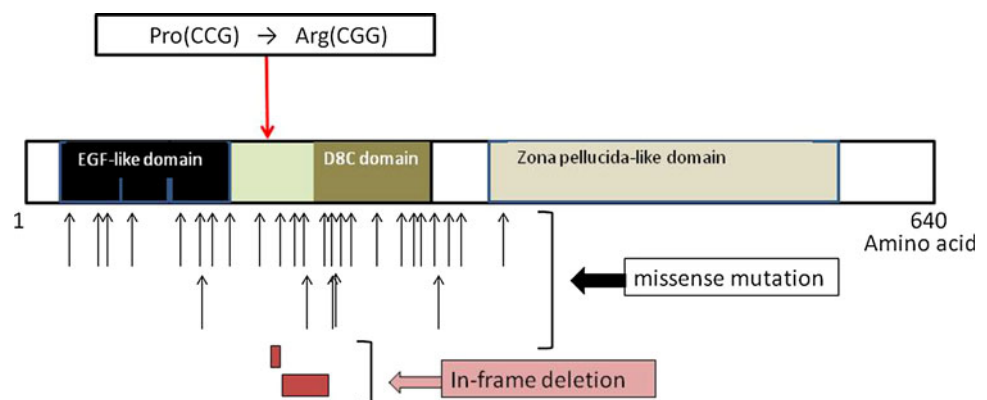 Pro(CCG) → Arg(CGG)
EGF-like domain
D8C domain
Zona pellucida-like domain
1
640
Amino acid
missense mutation
In-frame deletion